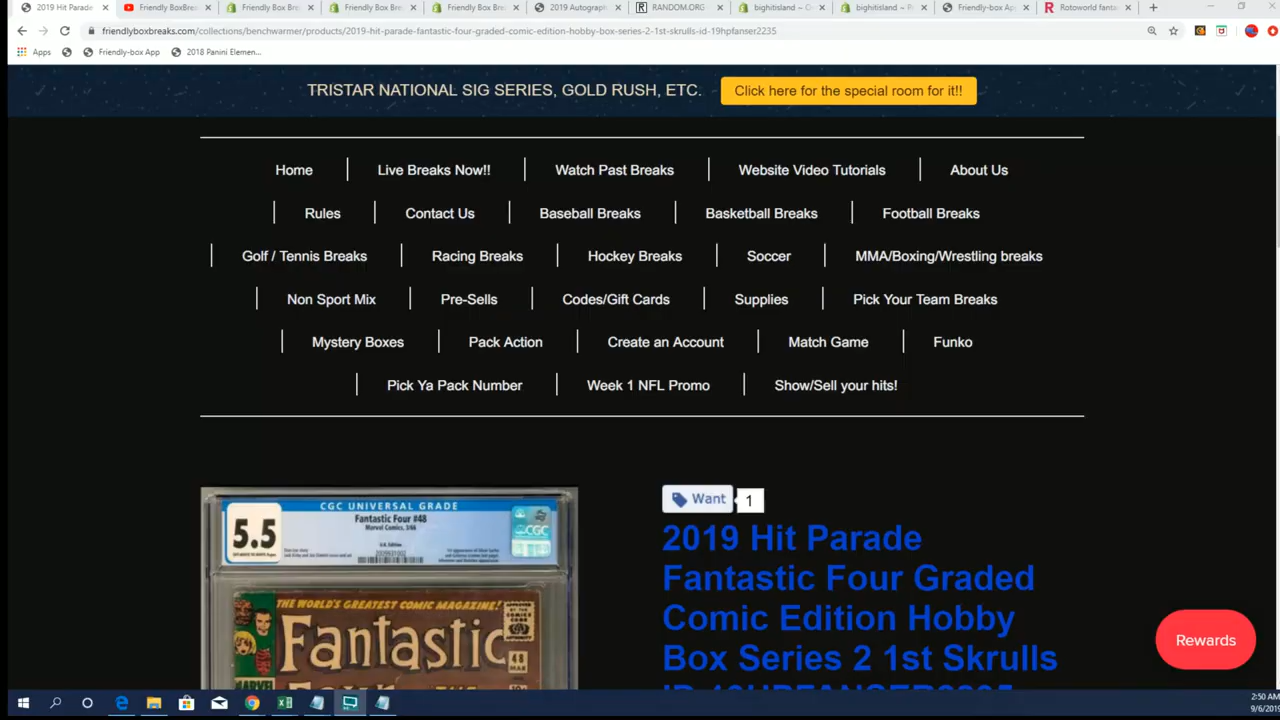 2019 Hit Parade
Friendly BoxBrea
Friendly Box Bre
Friendly Box Bre
Friendly Box Bre
2019 Autograph
RANDOM.ORG
bighitisland ~ O
bighitisland ~ P
Friendly-box Ap
Rotoworld fanta
friendlyboxbreaks.com/collections/benchwarmer/products/2019-hit-parade-fantastic-four-graded-comic-edition-hobby-box-series-2-1st-skrulls-id-19hpfanser2235
Apps
Friendly-box App
2018 Panini Elemen...
TRISTAR NATIONAL SIG SERIES, GOLD RUSH, ETC.
Click here for the special room for it!!
Home
Live Breaks Now!!
Watch Past Breaks
Website Video Tutorials
About Us
Rules
Contact Us
Baseball Breaks
Basketball Breaks
Football Breaks
Golf / Tennis Breaks
Racing Breaks
Hockey Breaks
Soccer
MMA/Boxing/Wrestling breaks
Non Sport Mix
Pre-Sells
Codes/Gift Cards
Supplies
Pick Your Team Breaks
Mystery Boxes
Pack Action
Create an Account
Match Game
Funko
Pick Ya Pack Number
Week 1 NFL Promo
Show/Sell your hits!
CGC UNIVERSAL GRADE
Fantastic Four #48
Marvel Comics, 3/66
5.5
CGC
THE WORLD'S GREATEST COMIC MAGAZINE!
Fantastic
48
MAR
MARVEL
Want
1
2019 Hit Parade
Fantastic Four Graded
Comic Edition Hobby
Box Series 2 1st Skrulls
Rewards
2:50 AM
9/6/2019